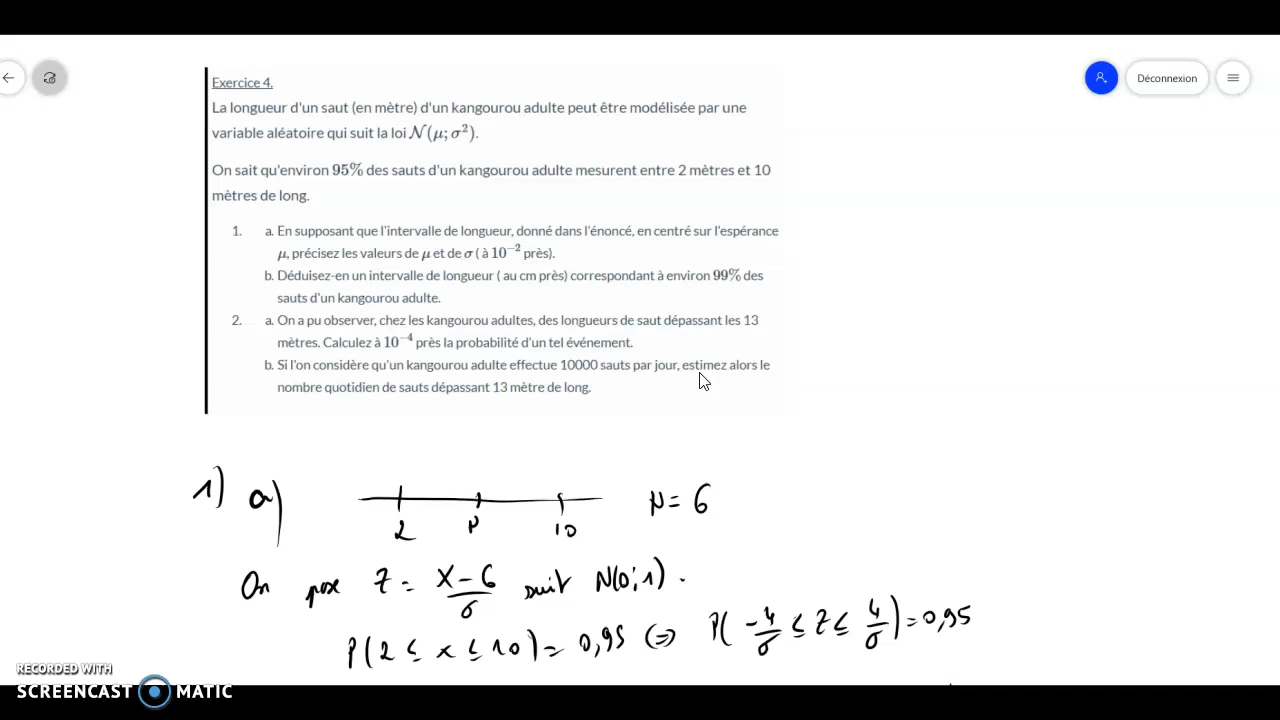 Déconnexion
Exercice 4.
La longueur d'un saut (en mètre) d'un kangourou adulte peut être modélisée par une
variable aléatoire qui suit la loi 𝒩(μ; σ²).
On sait qu'environ 95% des sauts d'un kangourou adulte mesurent entre 2 mètres et 10
mètres de long.
1. a. En supposant que l'intervalle de longueur, donné dans l'énoncé, en centré sur l'espérance
μ, précisez les valeurs de μ et de σ ( à 10⁻² près).
b. Déduisez-en un intervalle de longueur ( au cm près) correspondant à environ 99% des
sauts d'un kangourou adulte.
2. a. On a pu observer, chez les kangourou adultes, des longueurs de saut dépassant les 13
mètres. Calculez à 10⁻⁴ près la probabilité d'un tel événement.
b. Si l'on considère qu'un kangourou adulte effectue 10000 sauts par jour, estimez alors le
nombre quotidien de sauts dépassant 13 mètre de long.
1) a) 2 μ 10 μ = 6
On pose Z = (X - 6)/σ suit N(0;1).
P(2 ≤ X ≤ 10) = 0,95 ⇔ P(-4/σ ≤ Z ≤ 4/σ) = 0,95
RECORDED WITH
SCREENCAST MATIC